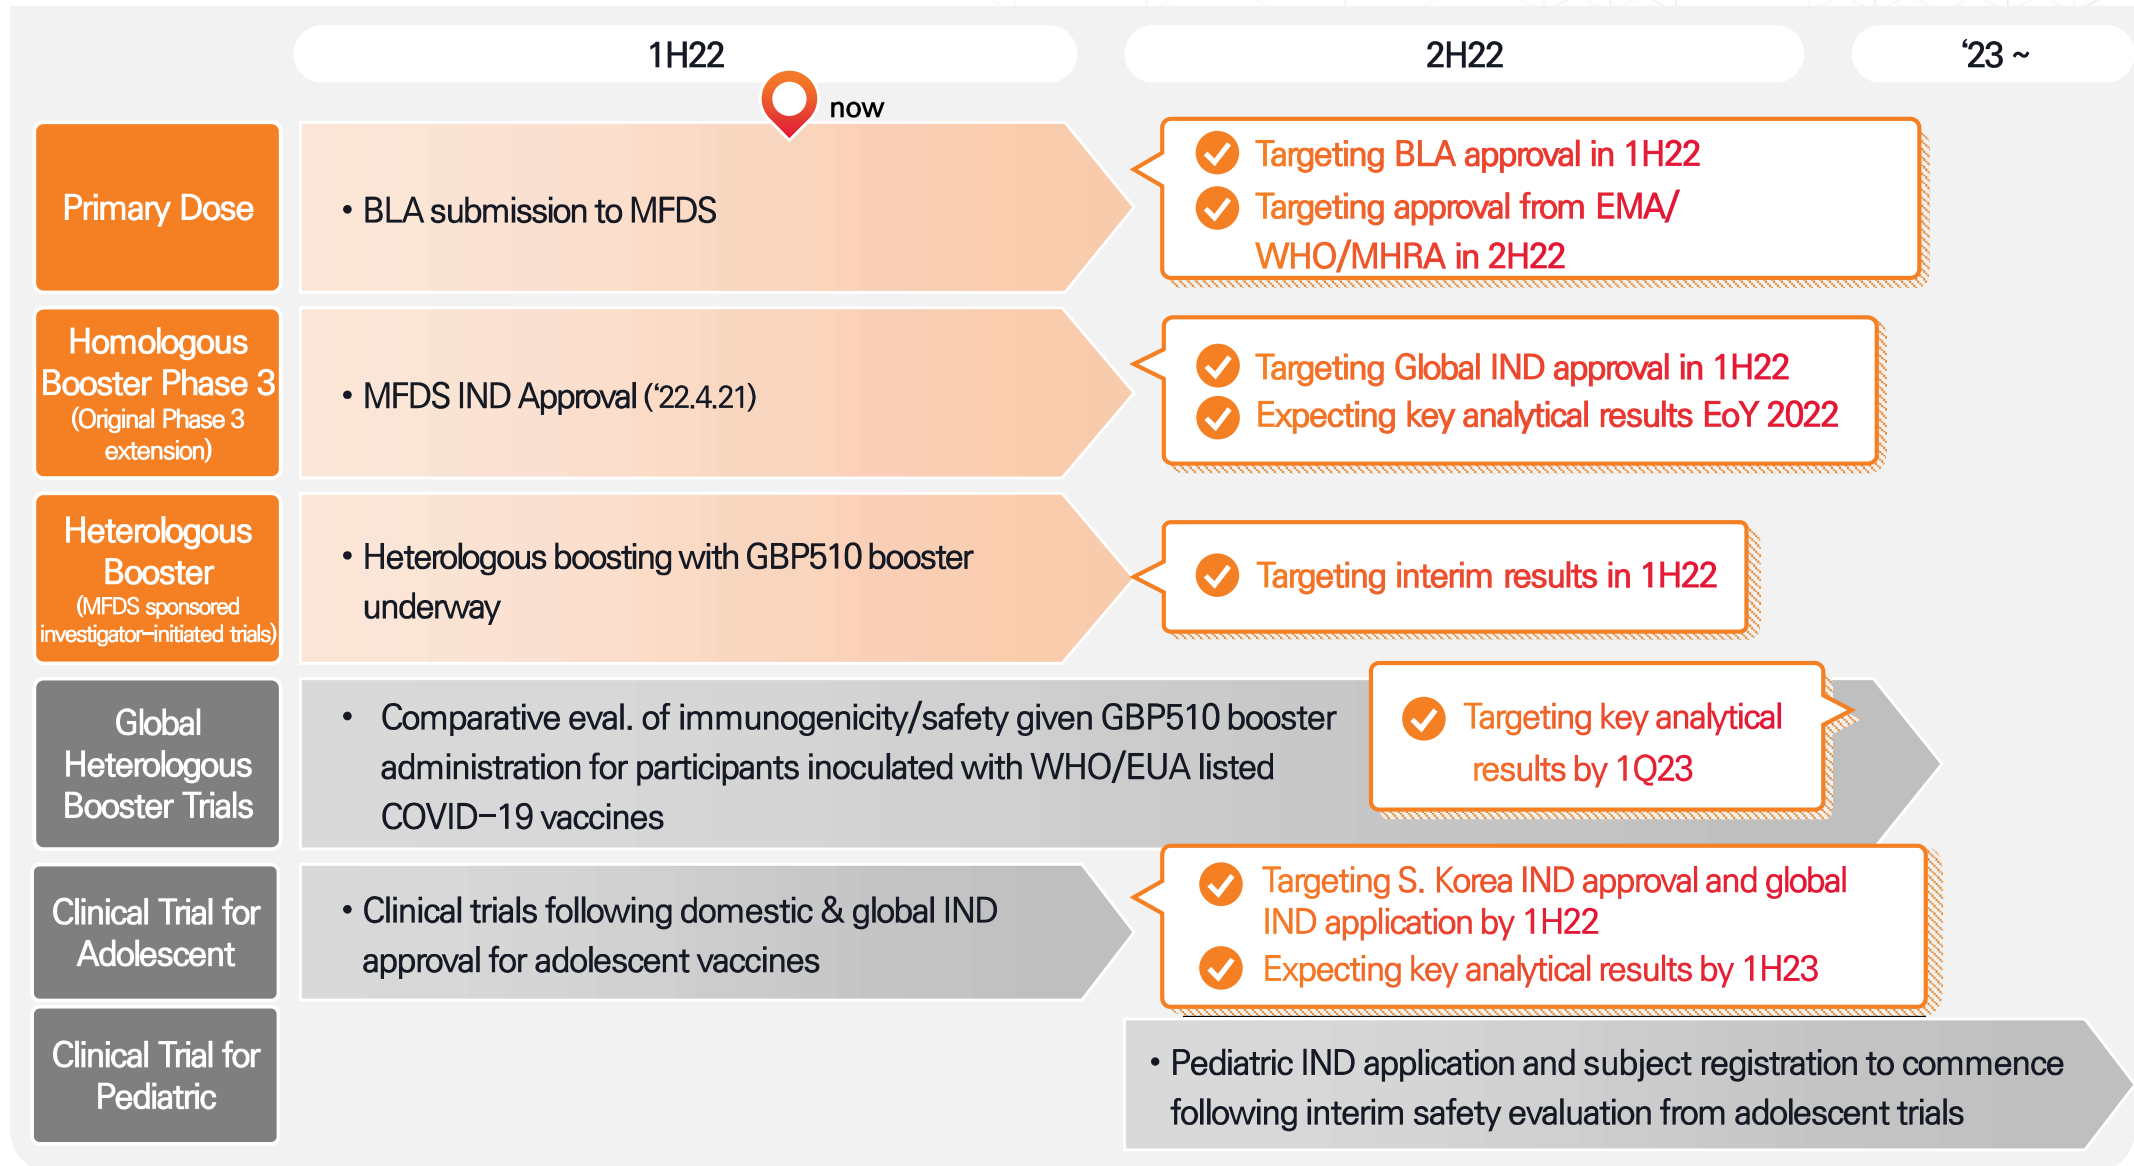 1H22
2H22
‘23 ~
now
Primary Dose
• BLA submission to MFDS
Targeting BLA approval in 1H22
Targeting approval from EMA/
WHO/MHRA in 2H22
Homologous
Booster Phase 3
(Original Phase 3
extension)
• MFDS IND Approval (‘22.4.21)
Targeting Global IND approval in 1H22
Expecting key analytical results EoY 2022
Heterologous
Booster
(MFDS sponsored
investigator-initiated trials)
• Heterologous boosting with GBP510 booster
underway
Targeting interim results in 1H22
Global
Heterologous
Booster Trials
• Comparative eval. of immunogenicity/safety given GBP510 booster
administration for participants inoculated with WHO/EUA listed
COVID-19 vaccines
Targeting key analytical
results by 1Q23
Clinical Trial for
Adolescent
• Clinical trials following domestic & global IND
approval for adolescent vaccines
Targeting S. Korea IND approval and global
IND application by 1H22
Expecting key analytical results by 1H23
Clinical Trial for
Pediatric
• Pediatric IND application and subject registration to commence
following interim safety evaluation from adolescent trials